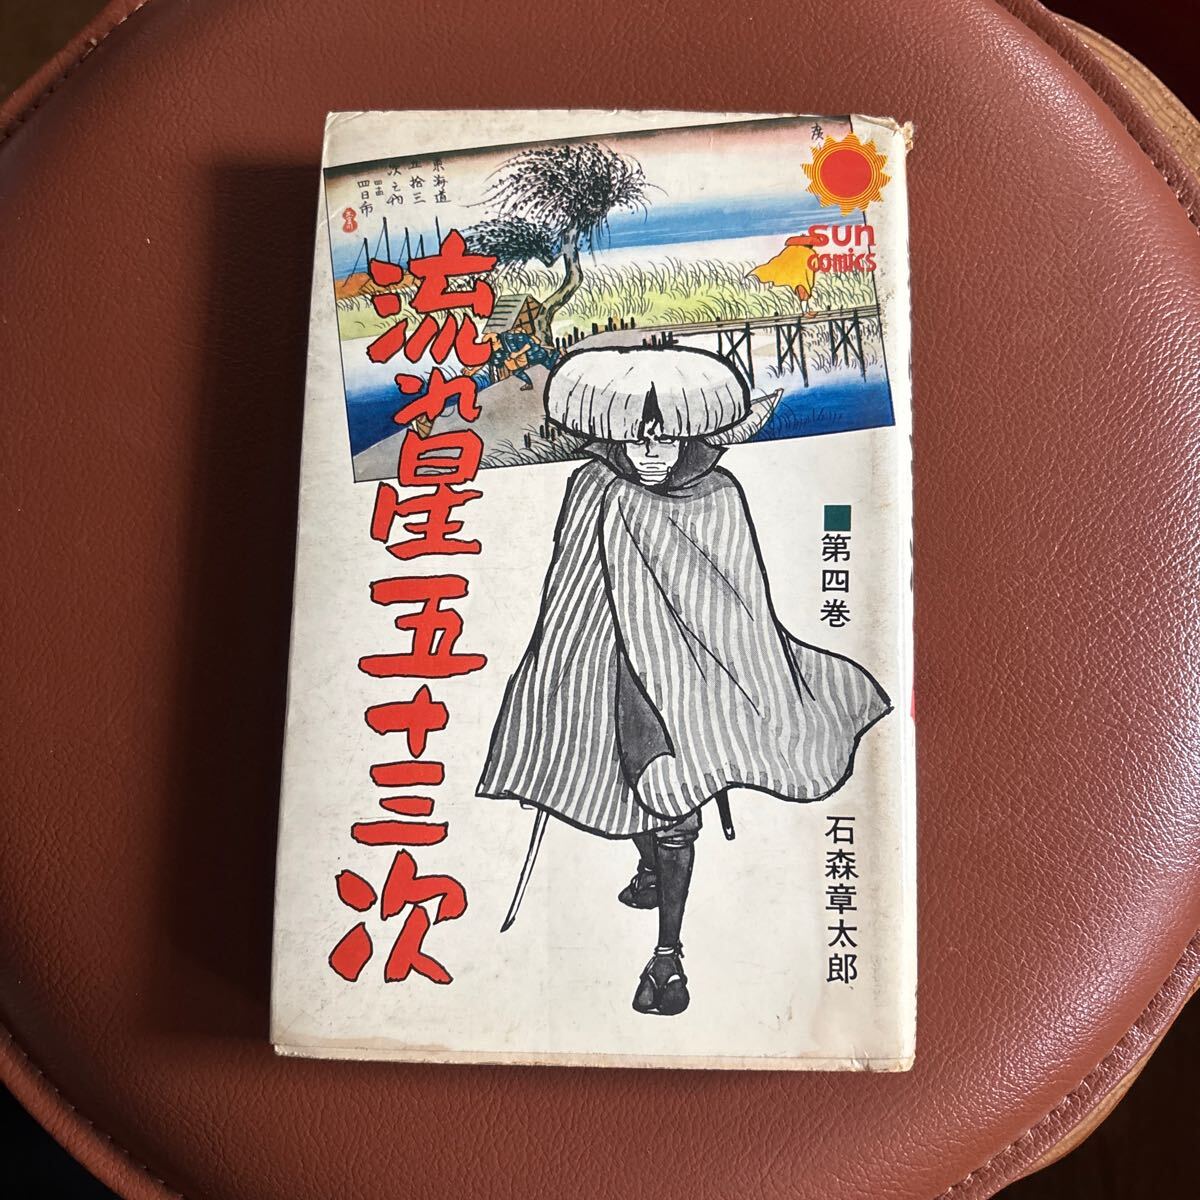 東海道
五拾三
次之内
四日市
廣
sun
comics
流れ星五十三次
■第四巻
石森章太郎